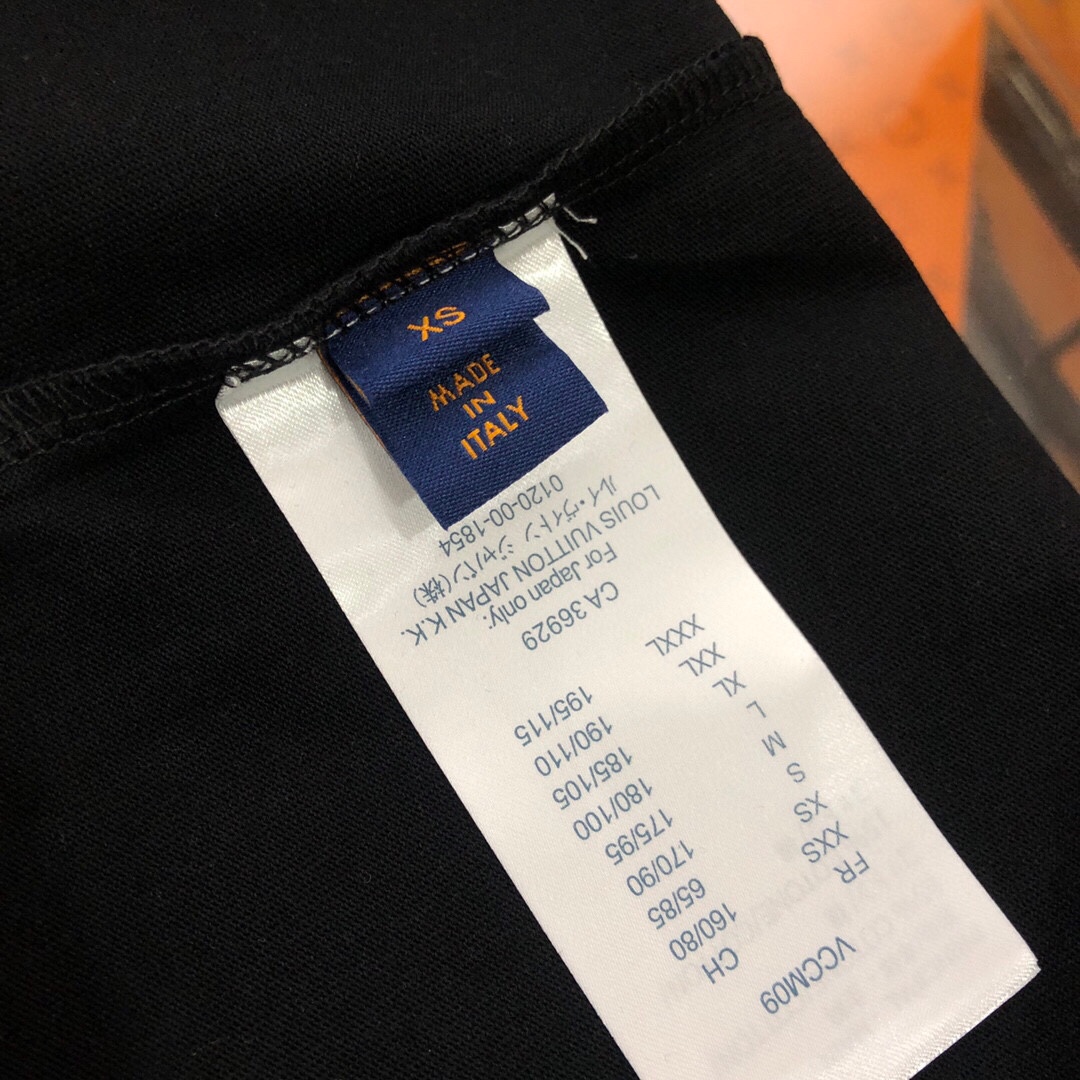 XS
MADE
IN
ITALY
VCCM09
FR CH
XXS 160/80
XS 65/85
S 170/90
M 175/95
L 180/100
XL 185/105
XXL 190/110
XXXL 195/115
CA 36929
For Japan only:
LOUIS VUITTON JAPAN K.K.
ルイ・ヴィトン ジャパン(株)
0120-00-1854